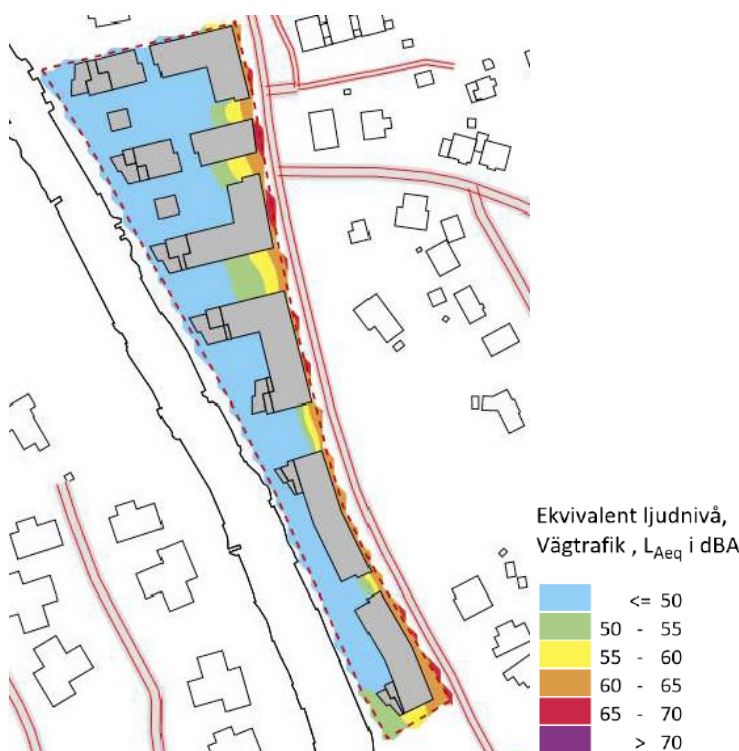 Ekvivalent ljudnivå,
Vägtrafik , LAeq i dBA
<= 50
50 - 55
55 - 60
60 - 65
65 - 70
> 70